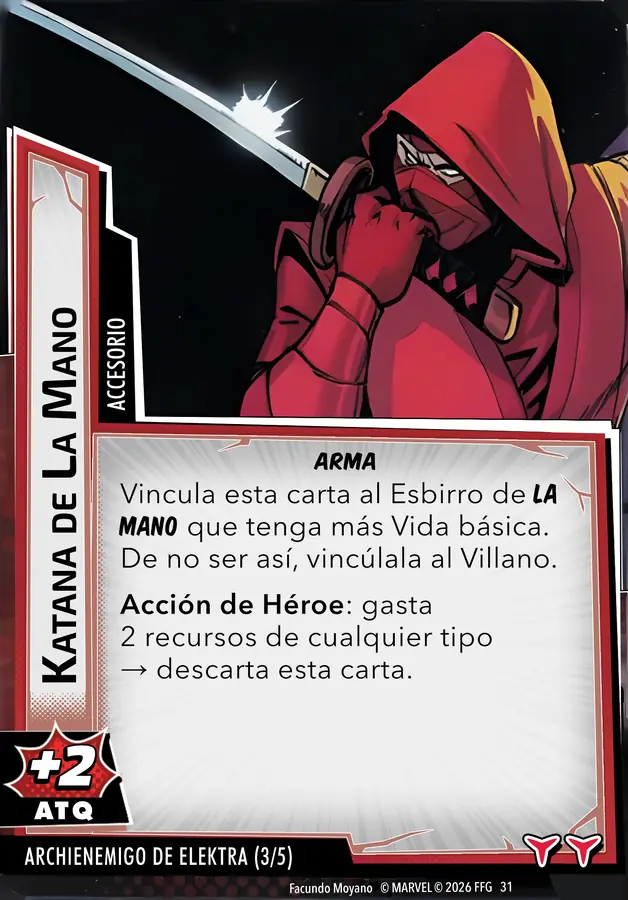 KATANA DE LA MANO
ACCESORIO
ARMA
Vincula esta carta al Esbirro de LA
MANO que tenga más Vida básica.
De no ser así, vincúlala al Villano.
Acción de Héroe: gasta
2 recursos de cualquier tipo
→ descarta esta carta.
+2
ATQ
ARCHIENEMIGO DE ELEKTRA (3/5)
Facundo Moyano © MARVEL © 2026 FFG 31